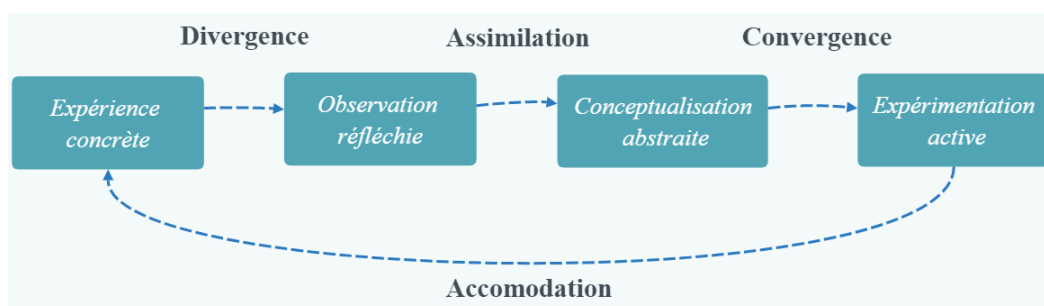 Divergence
Assimilation
Convergence
Expérience
concrète
Observation
réfléchie
Conceptualisation
abstraite
Expérimentation
active
Accomodation